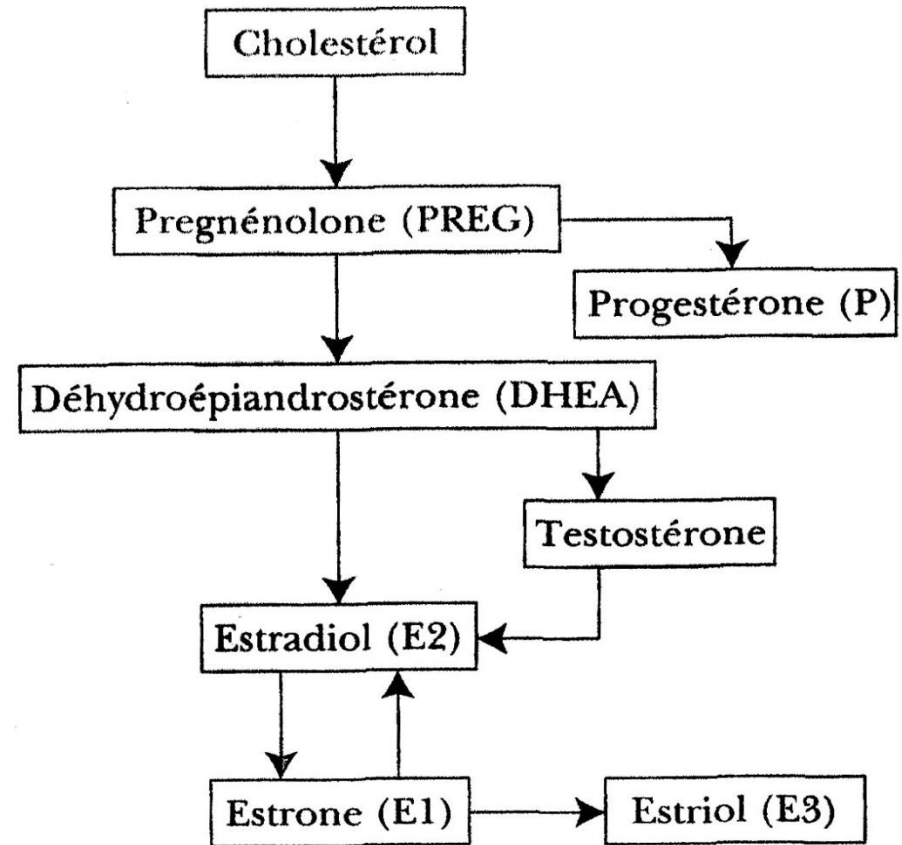 Cholestérol
Pregnénolone (PREG)
Progestérone (P)
Déhydroépiandrostérone (DHEA)
Testostérone
Estradiol (E2)
Estrone (E1)
Estriol (E3)